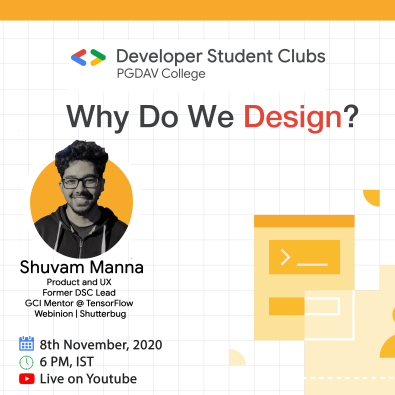 Developer Student Clubs
PGDAV College
Why Do We Design?
Shuvam Manna
Product and UX
Former DSC Lead
GCI Mentor @ TensorFlow
Webinion | Shutterbug
8th November, 2020
6 PM, IST
Live on Youtube